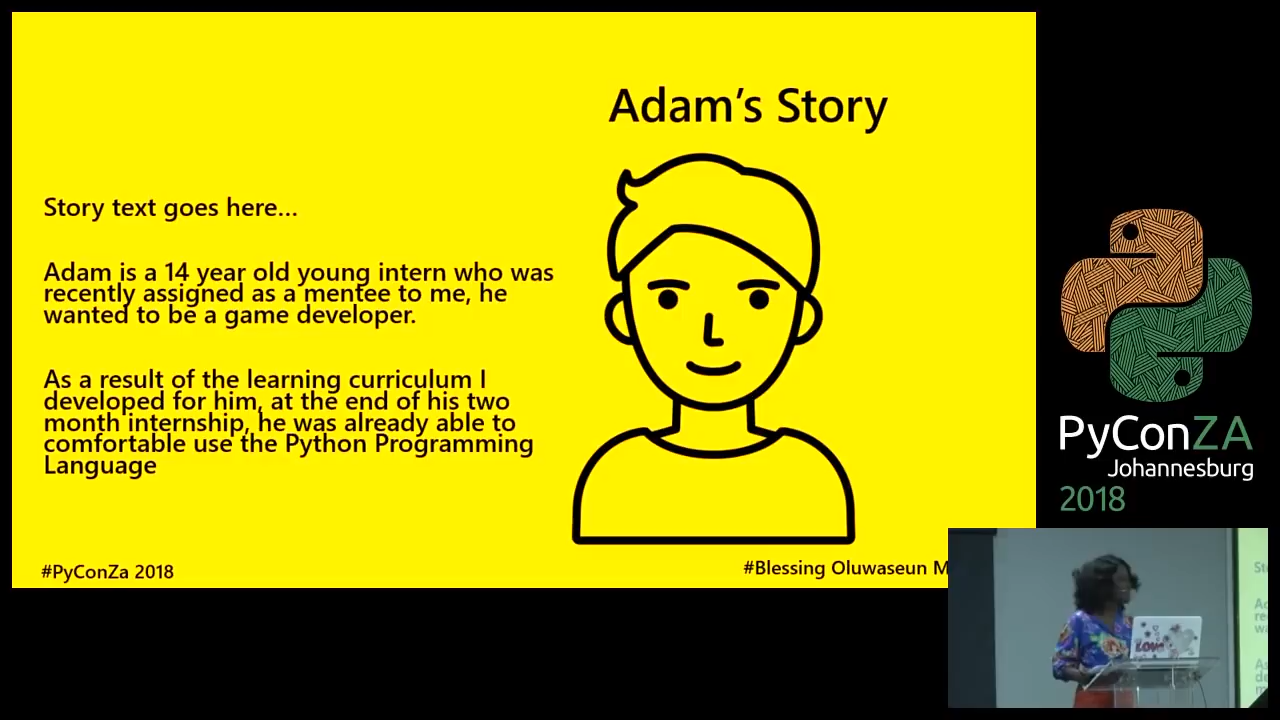 Adam’s Story
Story text goes here...
Adam is a 14 year old young intern who was
recently assigned as a mentee to me, he
wanted to be a game developer.
As a result of the learning curriculum I
developed for him, at the end of his two
month internship, he was already able to
comfortable use the Python Programming
Language
#PyConZa 2018
#Blessing Oluwaseun
PyConZA
Johannesburg
2018
LOVE